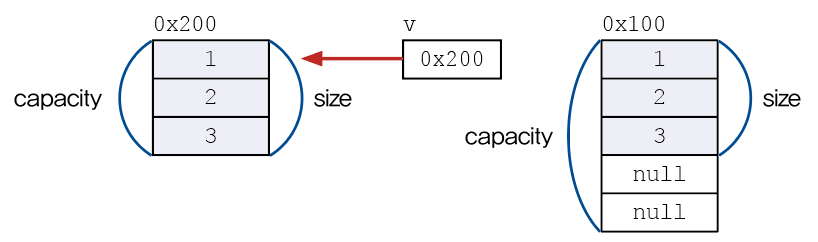 0x200
1
2
3
capacity
size
v
0x200
0x100
1
2
3
null
null
capacity
size